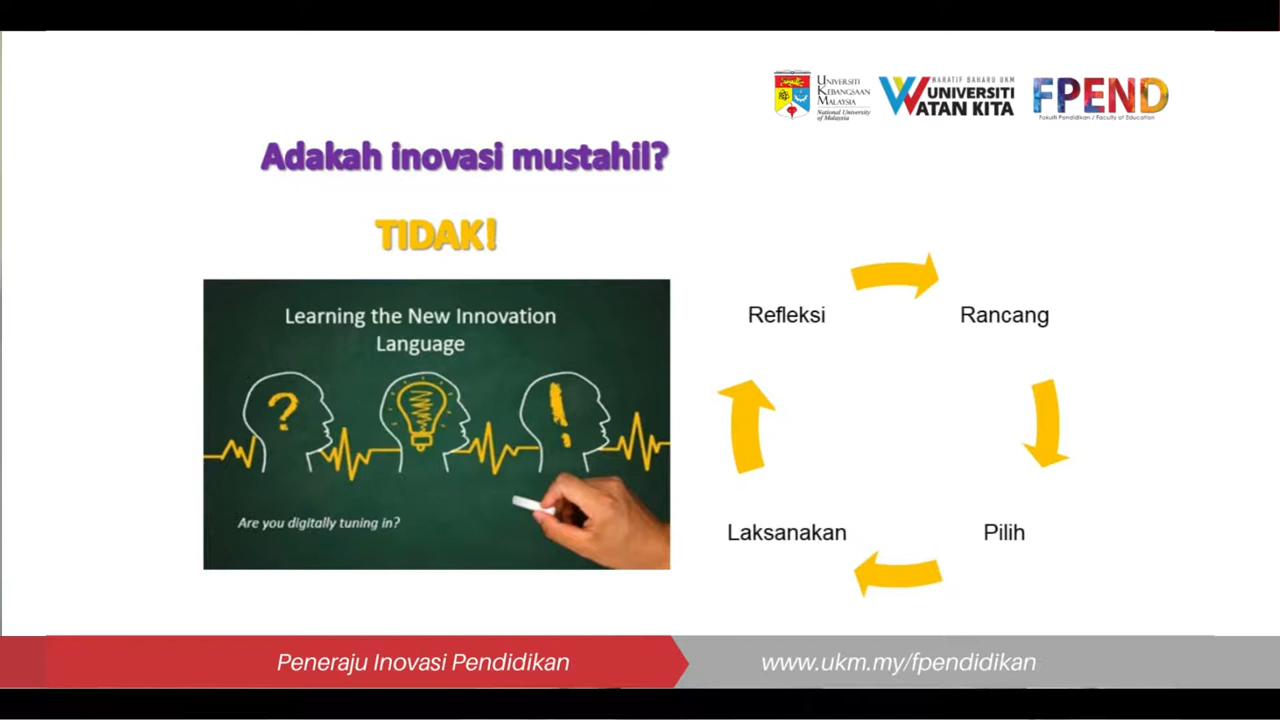 UNIVERSITI
KEBANGSAAN
MALAYSIA
National University
of Malaysia
NARATIF BAHARU UKM
UNIVERSITI
WATAN KITA
FPEND
Fakulti Pendidikan / Faculty of Education
Adakah inovasi mustahil?
TIDAK!
Learning the New Innovation
Language
?
!
Are you digitally tuning in?
Refleksi
Rancang
Laksanakan
Pilih
Peneraju Inovasi Pendidikan
www.ukm.my/fpendidikan